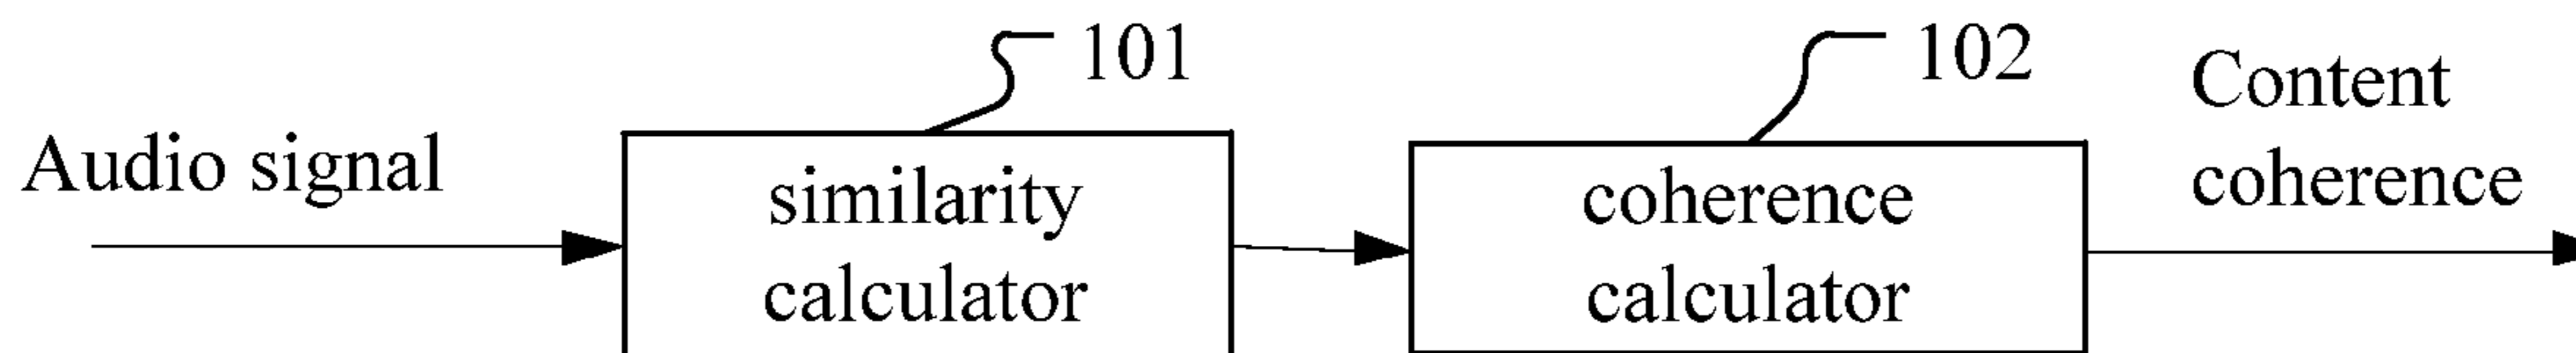 101
102
Content
coherence
Audio signal
similarity
calculator
coherence
calculator